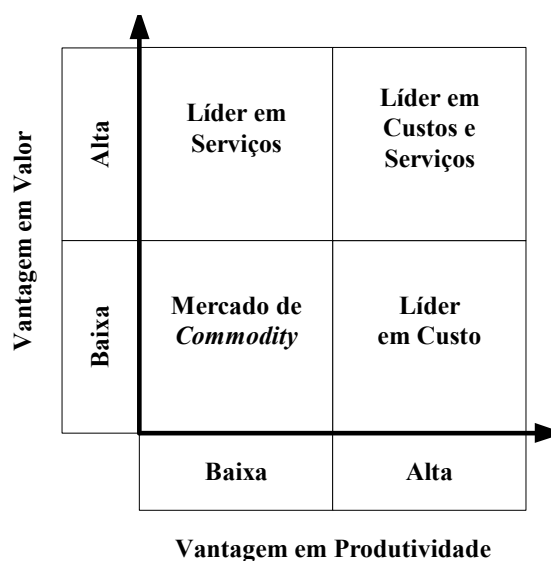 Vantagem em Valor
Alta
Líder em
Serviços
Líder em
Custos e
Serviços
Baixa
Mercado de
Commodity
Líder
em Custo
Baixa
Alta
Vantagem em Produtividade